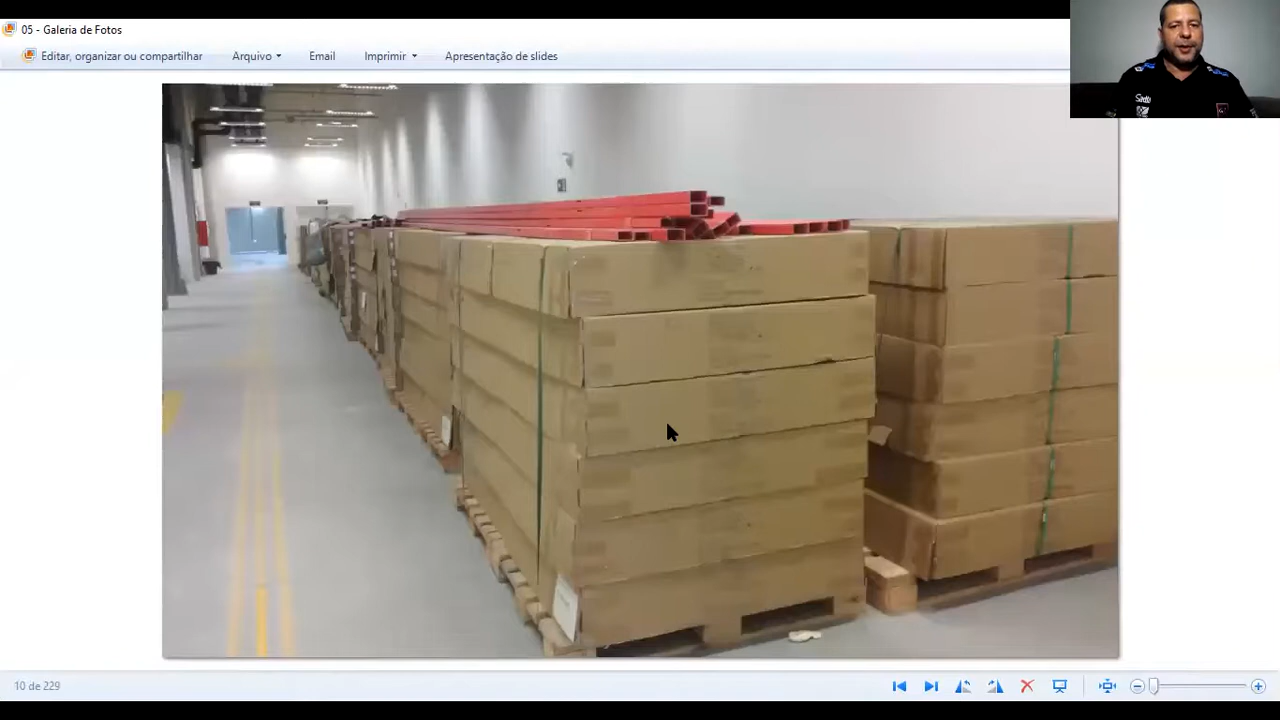 05 - Galeria de Fotos
Editar, organizar ou compartilhar Arquivo Email Imprimir Apresentação de slides
10 de 229